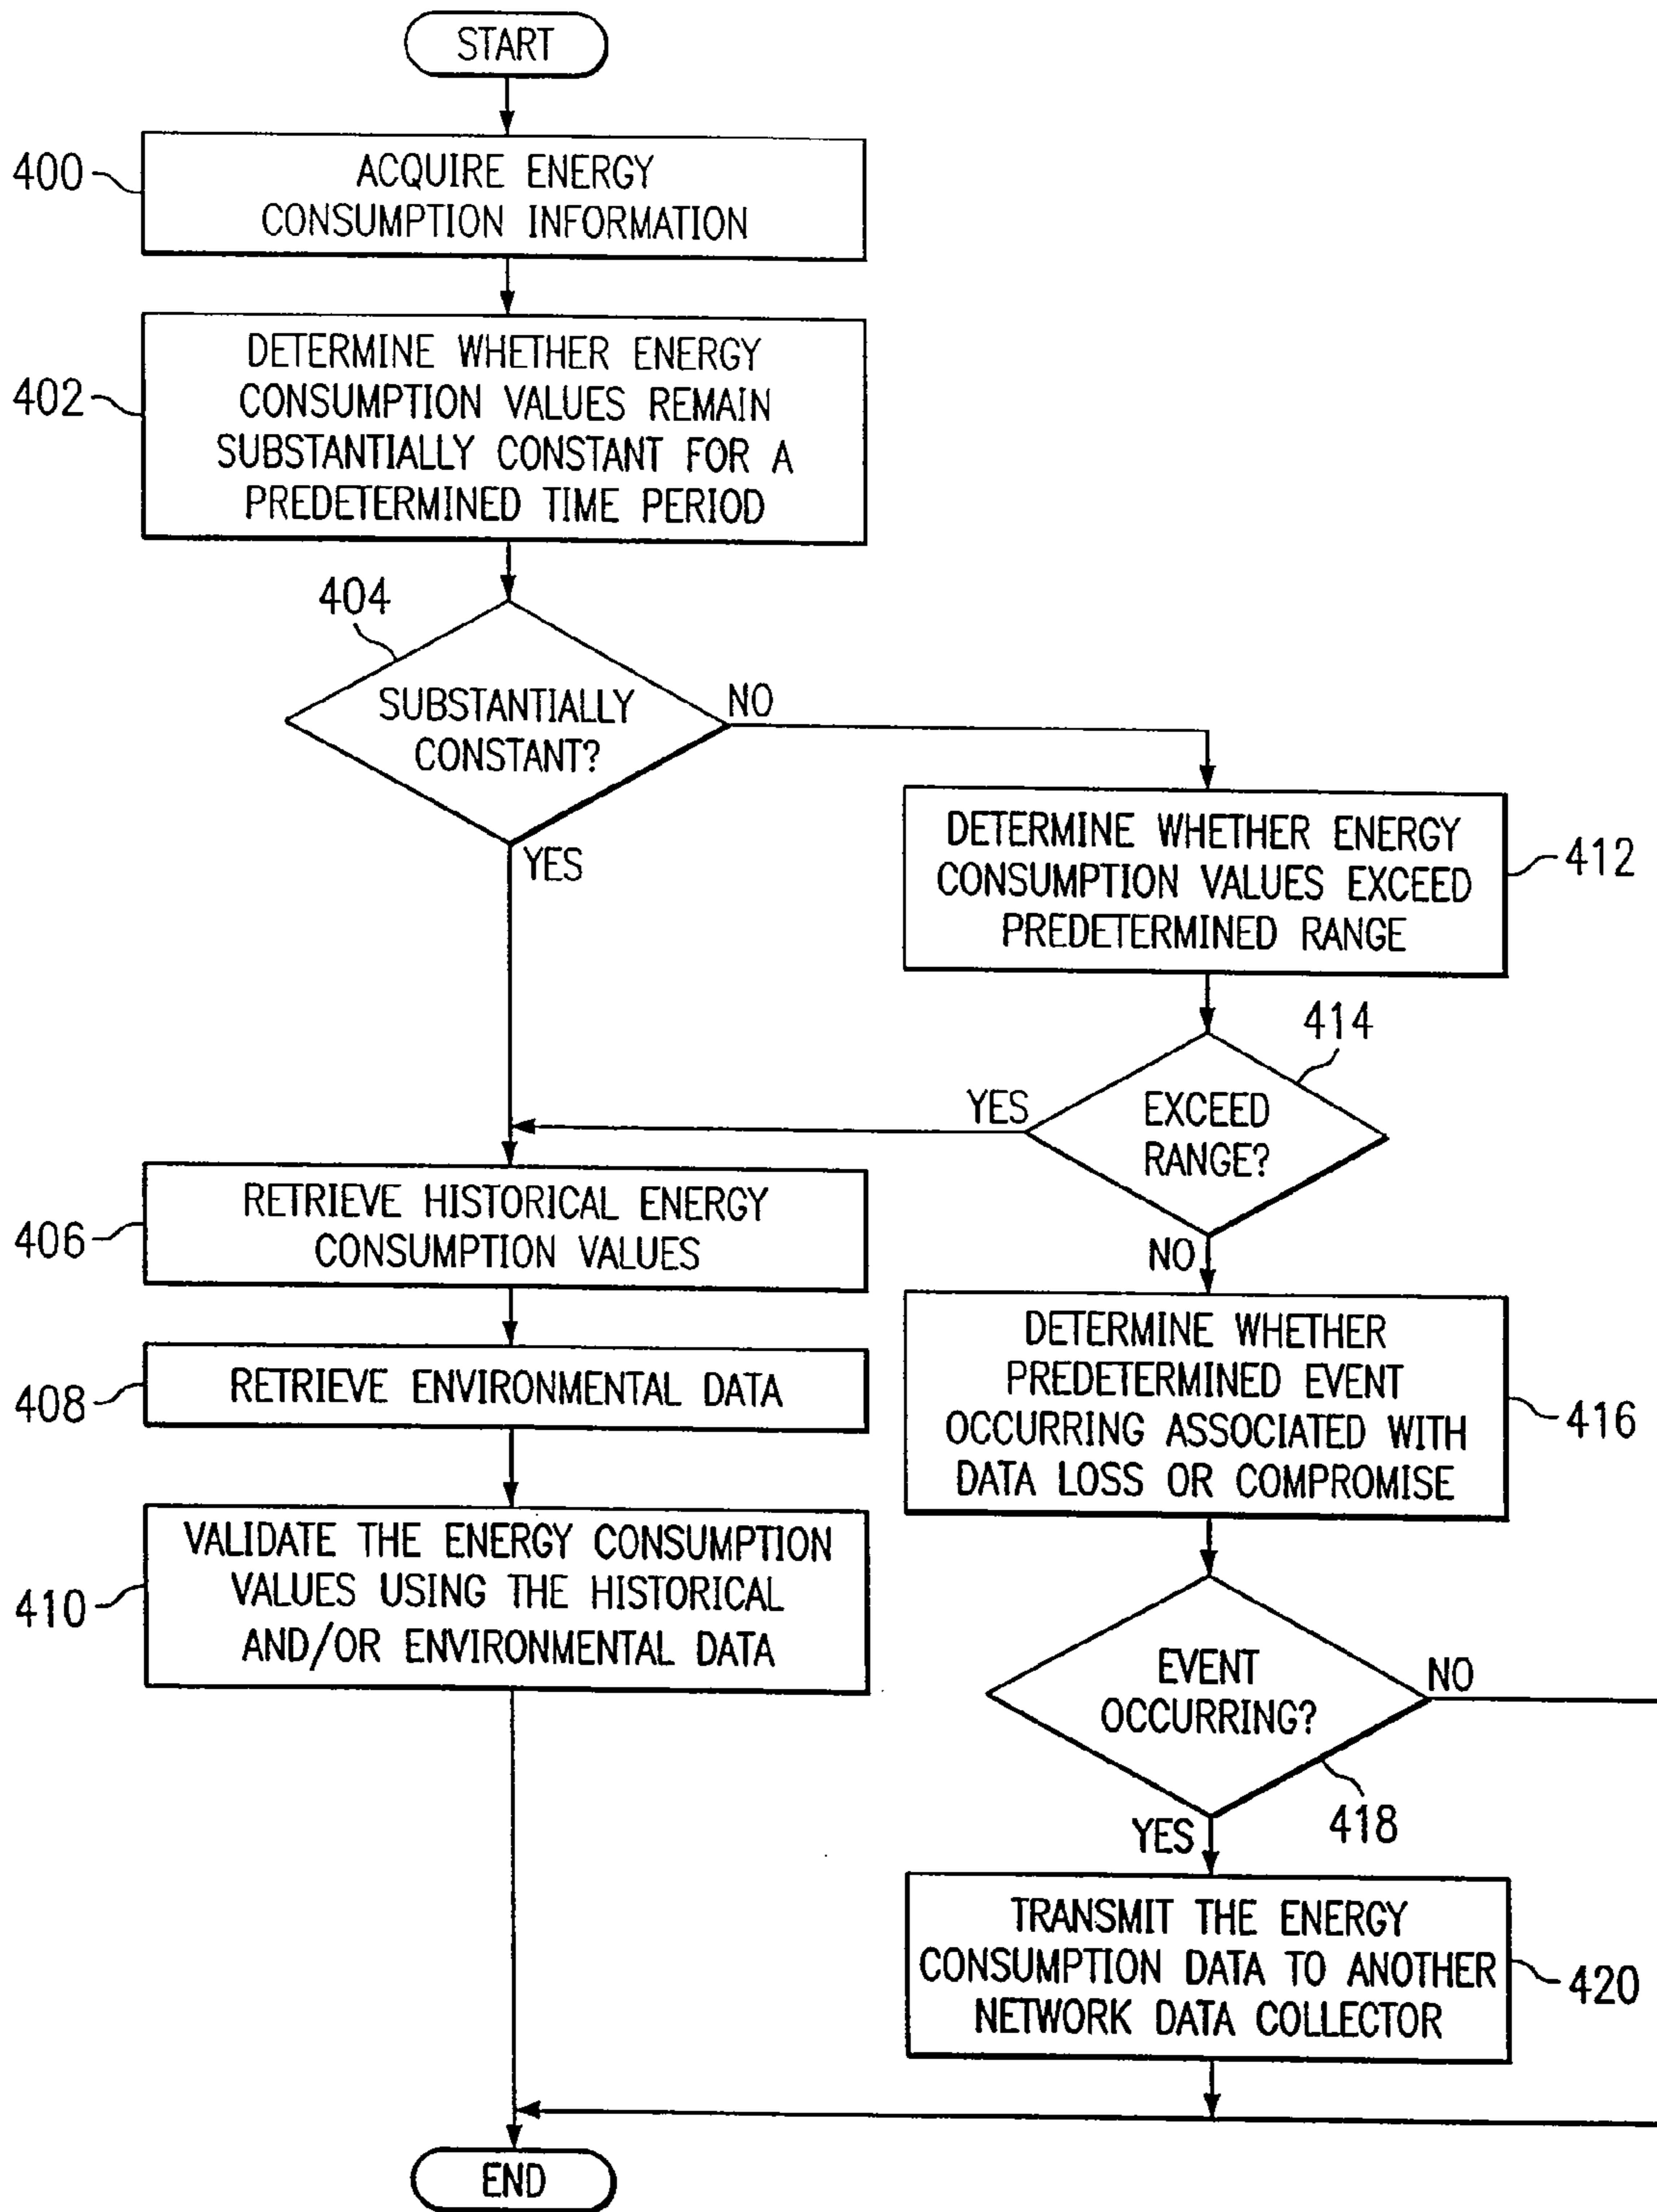 START
400
ACQUIRE ENERGY
CONSUMPTION INFORMATION
402
DETERMINE WHETHER ENERGY
CONSUMPTION VALUES REMAIN
SUBSTANTIALLY CONSTANT FOR A
PREDETERMINED TIME PERIOD
404
SUBSTANTIALLY
CONSTANT?
NO
YES
DETERMINE WHETHER ENERGY
CONSUMPTION VALUES EXCEED
PREDETERMINED RANGE
412
414
EXCEED
RANGE?
YES
NO
406
RETRIEVE HISTORICAL ENERGY
CONSUMPTION VALUES
408
RETRIEVE ENVIRONMENTAL DATA
410
VALIDATE THE ENERGY CONSUMPTION
VALUES USING THE HISTORICAL
AND/OR ENVIRONMENTAL DATA
DETERMINE WHETHER
PREDETERMINED EVENT
OCCURRING ASSOCIATED WITH
DATA LOSS OR COMPROMISE
416
EVENT
OCCURRING?
NO
418
YES
TRANSMIT THE ENERGY
CONSUMPTION DATA TO ANOTHER
NETWORK DATA COLLECTOR
420
END